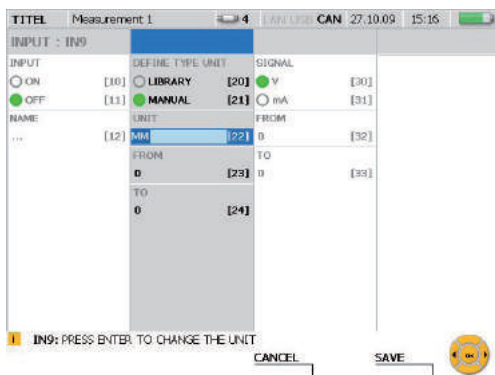 TITEL Measurement 1 4 LAN USB CAN 27.10.09 15:16
INPUT : IN9
INPUT DEFINE TYPE UNIT SIGNAL
ON [10] LIBRARY [20] V [30]
OFF [11] MANUAL [21] mA [31]
NAME UNIT FROM
... [12] MM [22] 0 [32]
FROM TO
0 [23] 0 [33]
TO
0 [24]
i IN9: PRESS ENTER TO CHANGE THE UNIT
CANCEL SAVE
OK